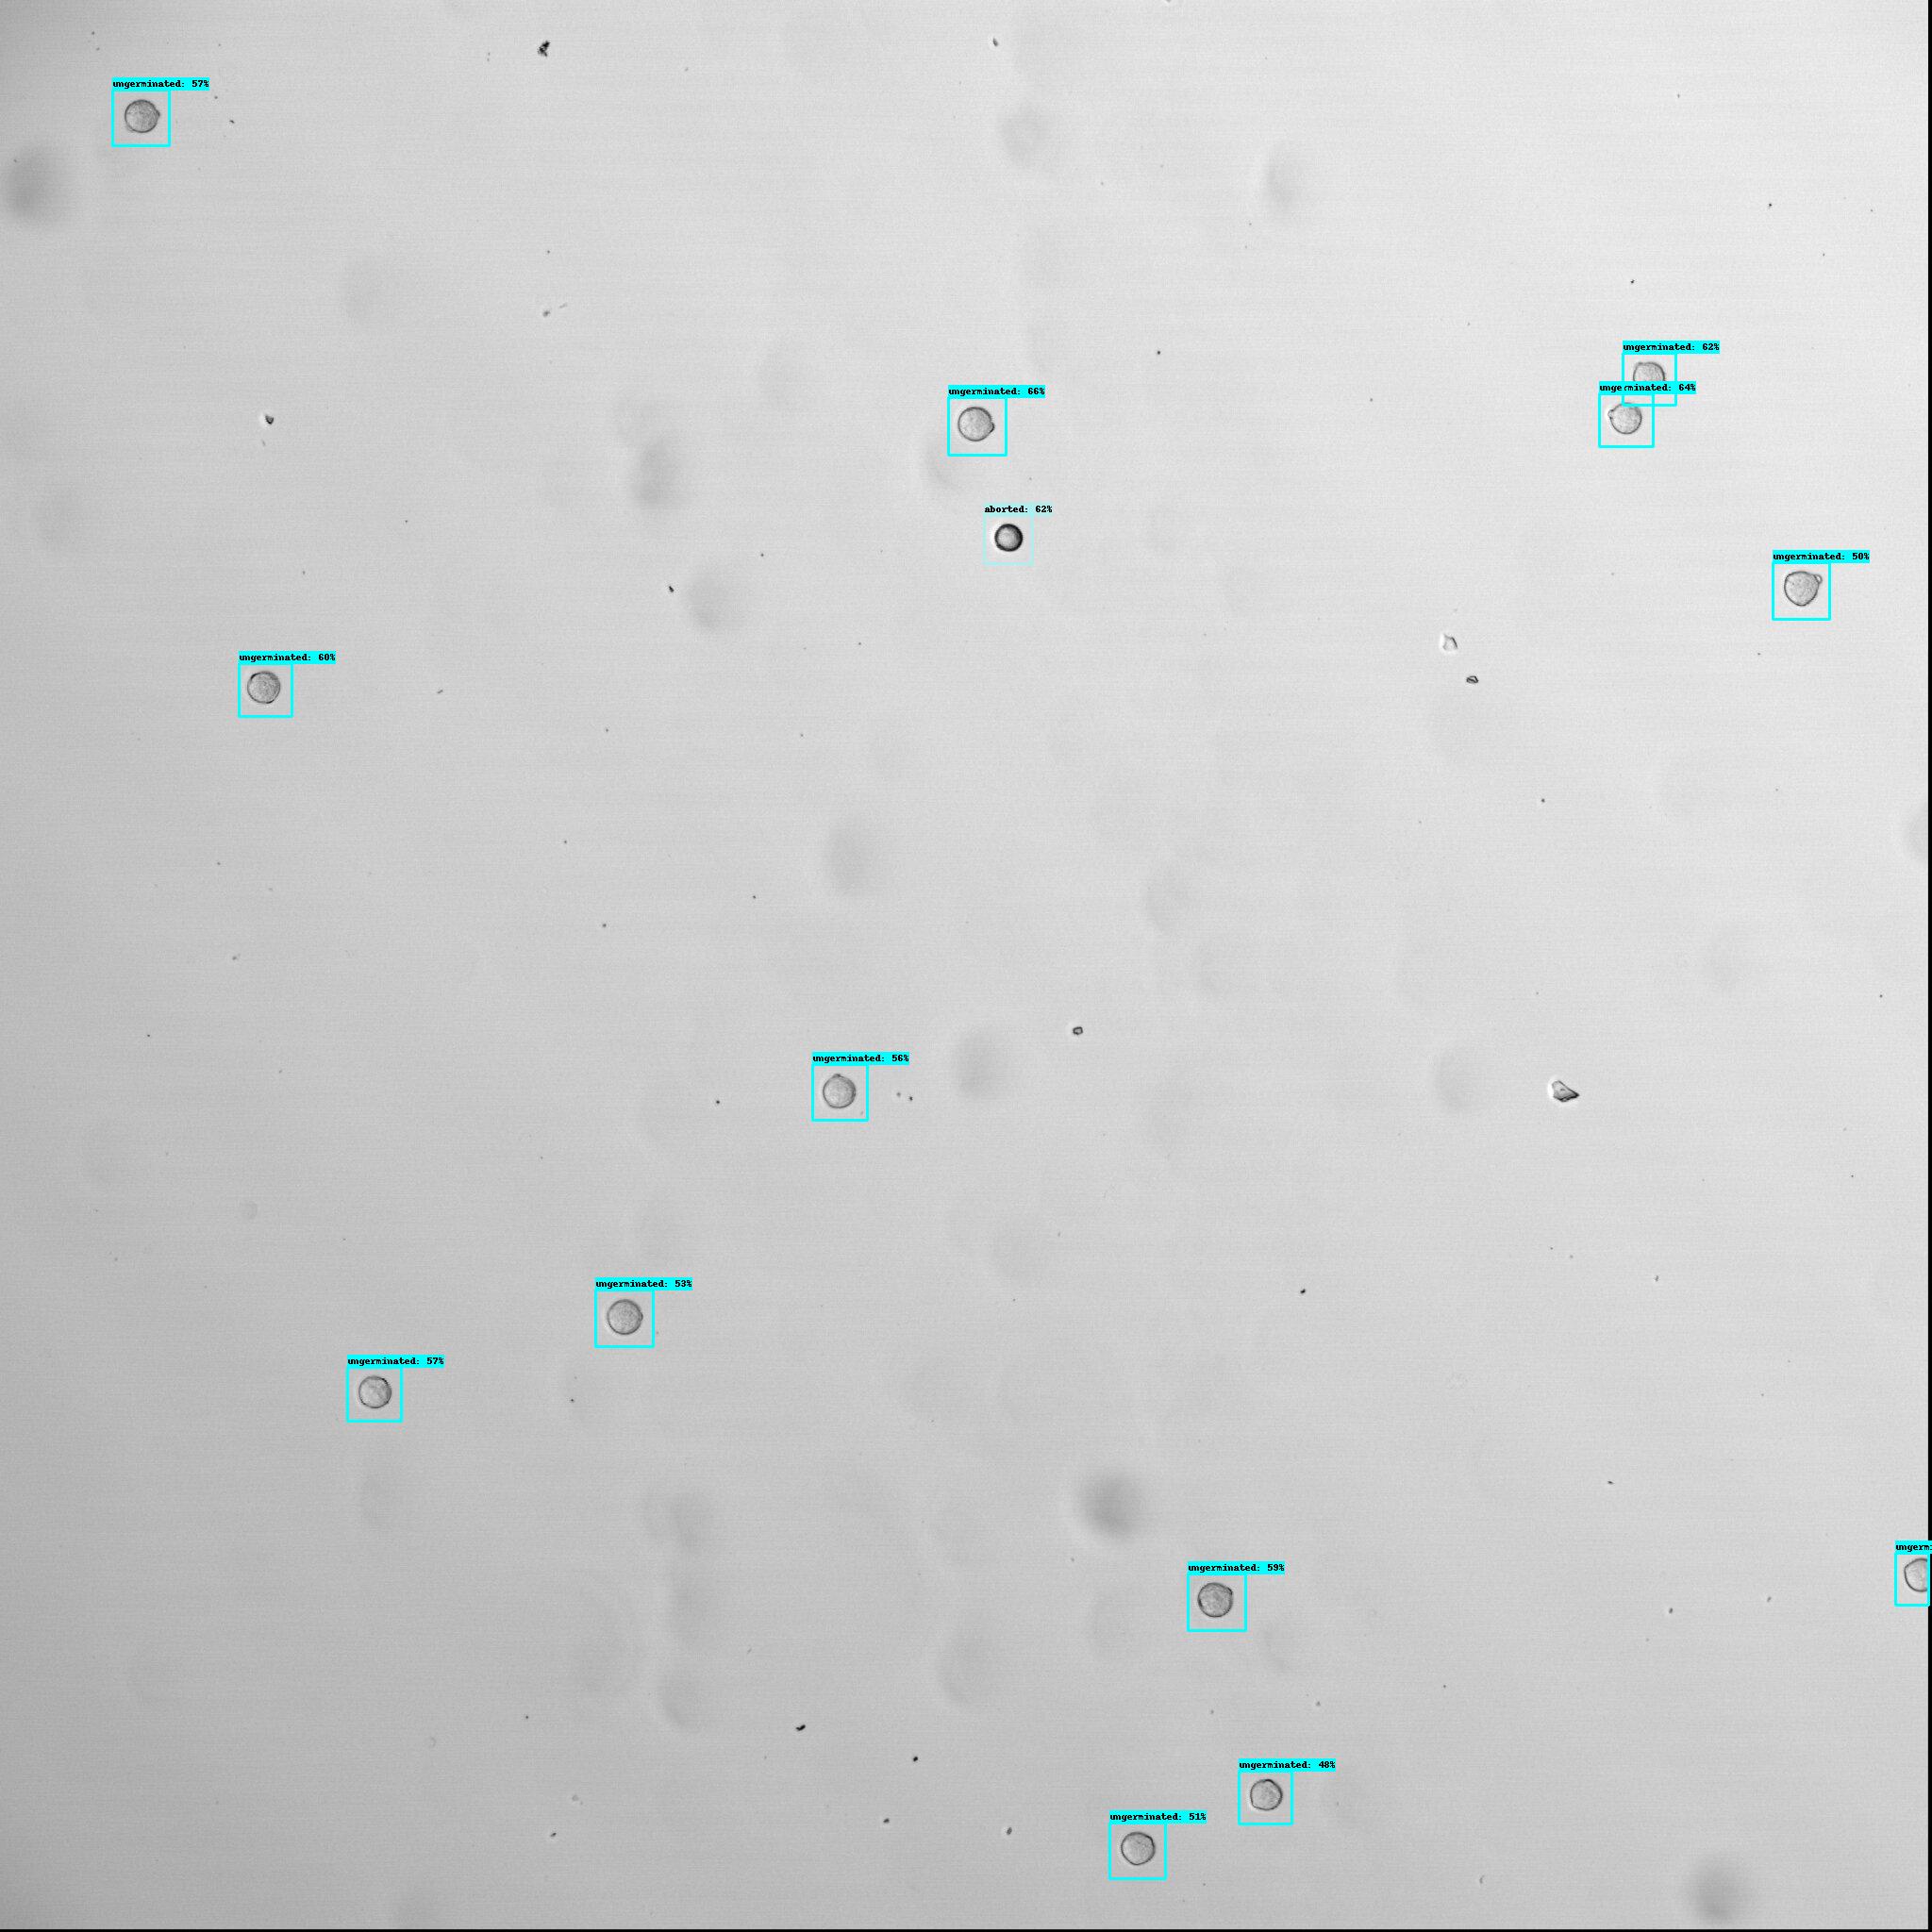 ungerminated: 57%
ungerminated: 62%
ungerminated: 64%
ungerminated: 66%
aborted: 62%
ungerminated: 50%
ungerminated: 60%
ungerminated: 56%
ungerminated: 53%
ungerminated: 57%
ungerm
ungerminated: 59%
ungerminated: 48%
ungerminated: 51%